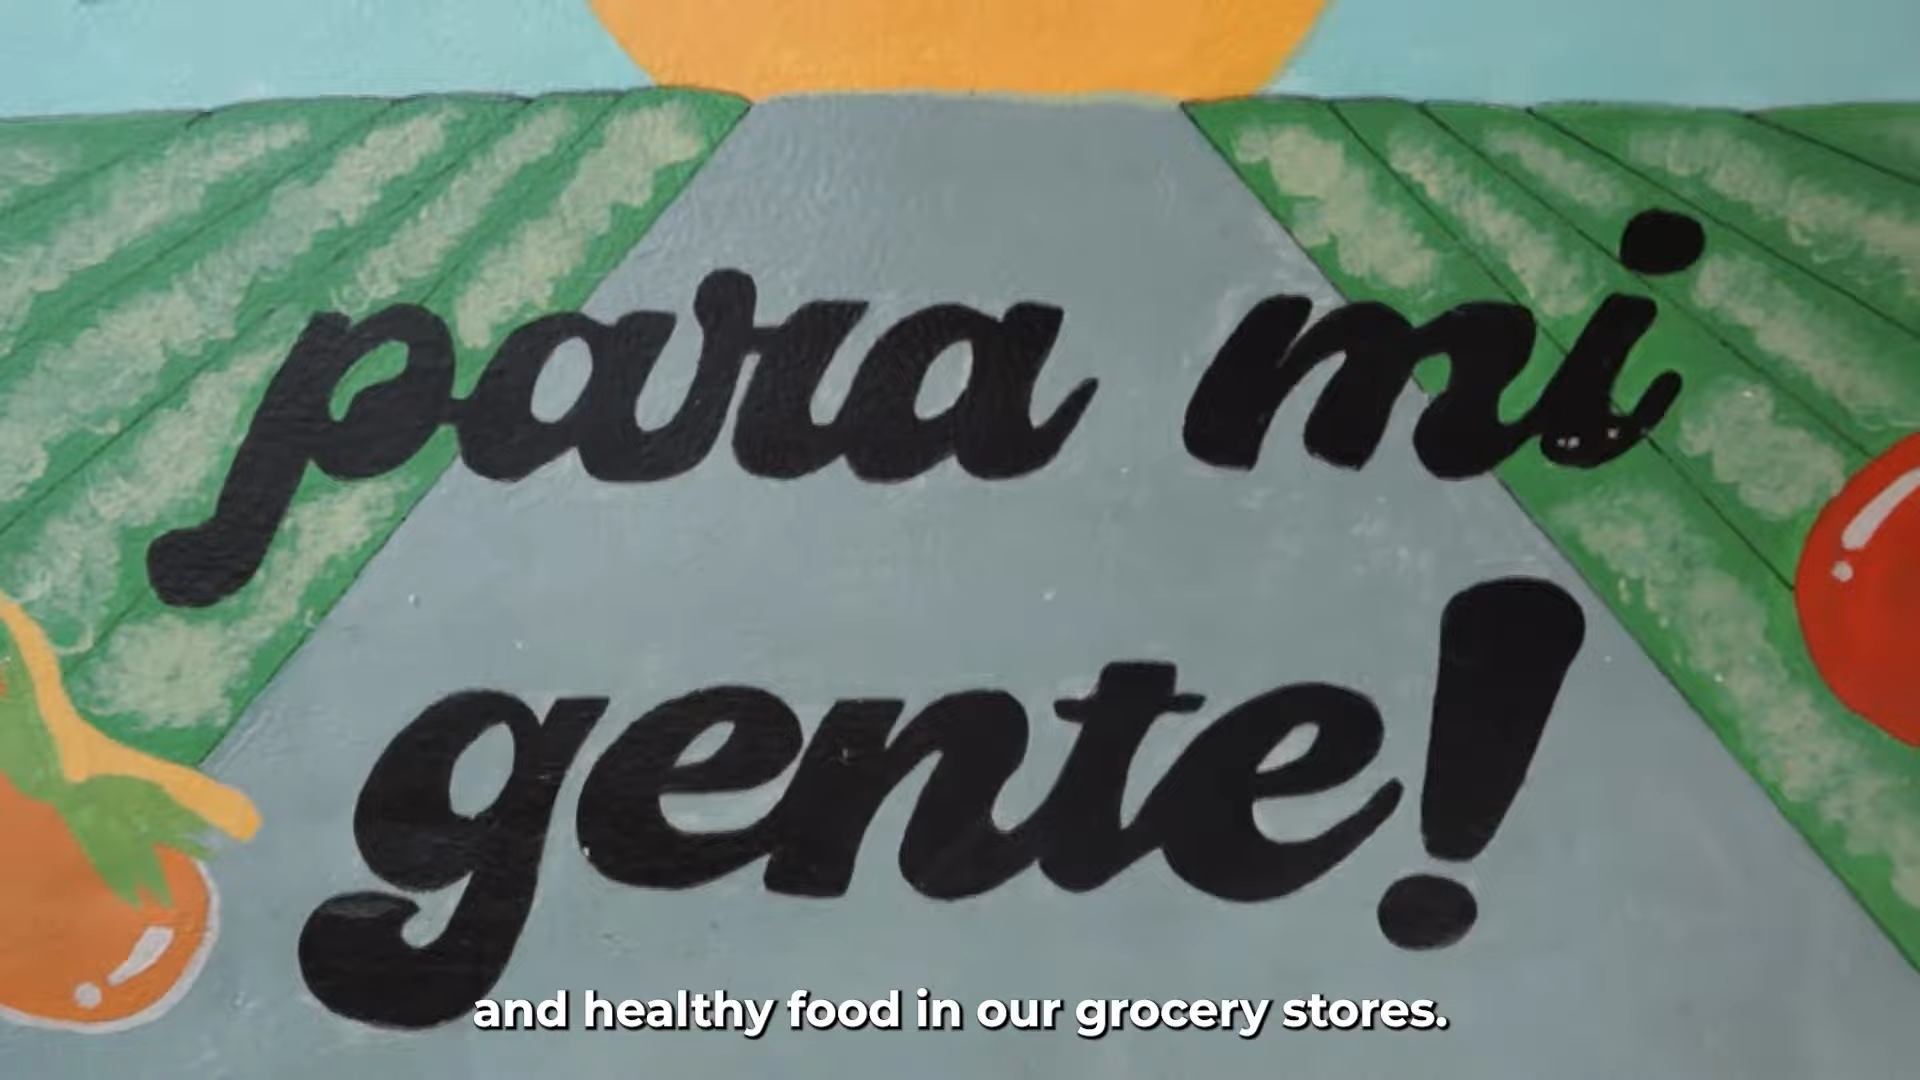 para mi
gente!
and healthy food in our grocery stores.